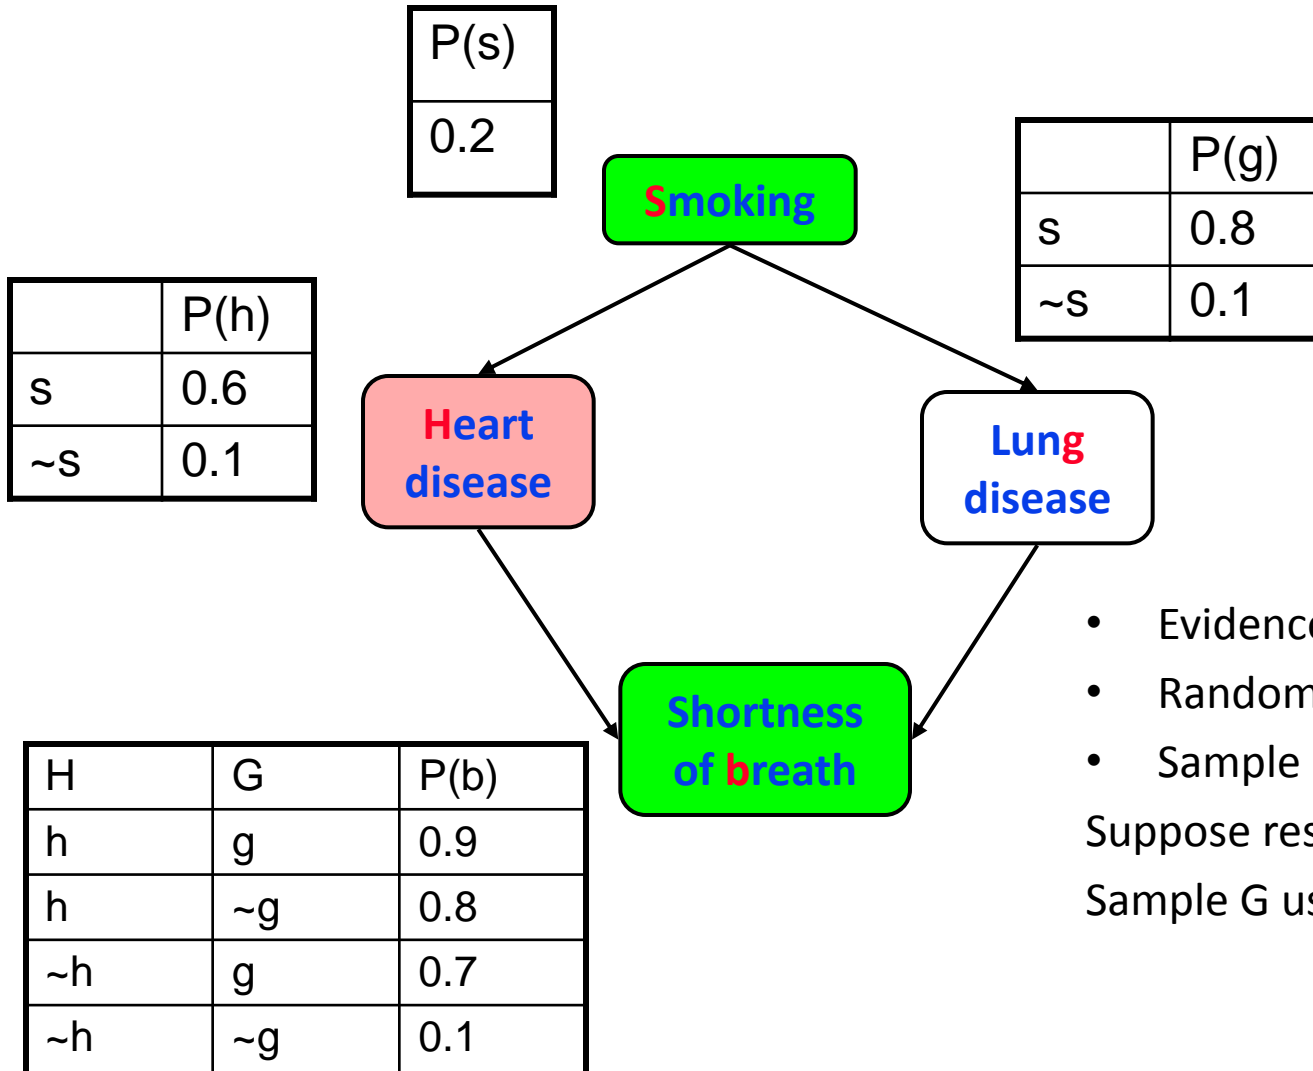 P(s)
0.2
Smoking
P(g)
s 0.8
~s 0.1
P(h)
s 0.6
~s 0.1
Heart
disease
Lung
disease
Shortness
of breath
H G P(b)
h g 0.9
h ~g 0.8
~h g 0.7
~h ~g 0.1
• Evidence
• Random
• Sample
Suppose res
Sample G us